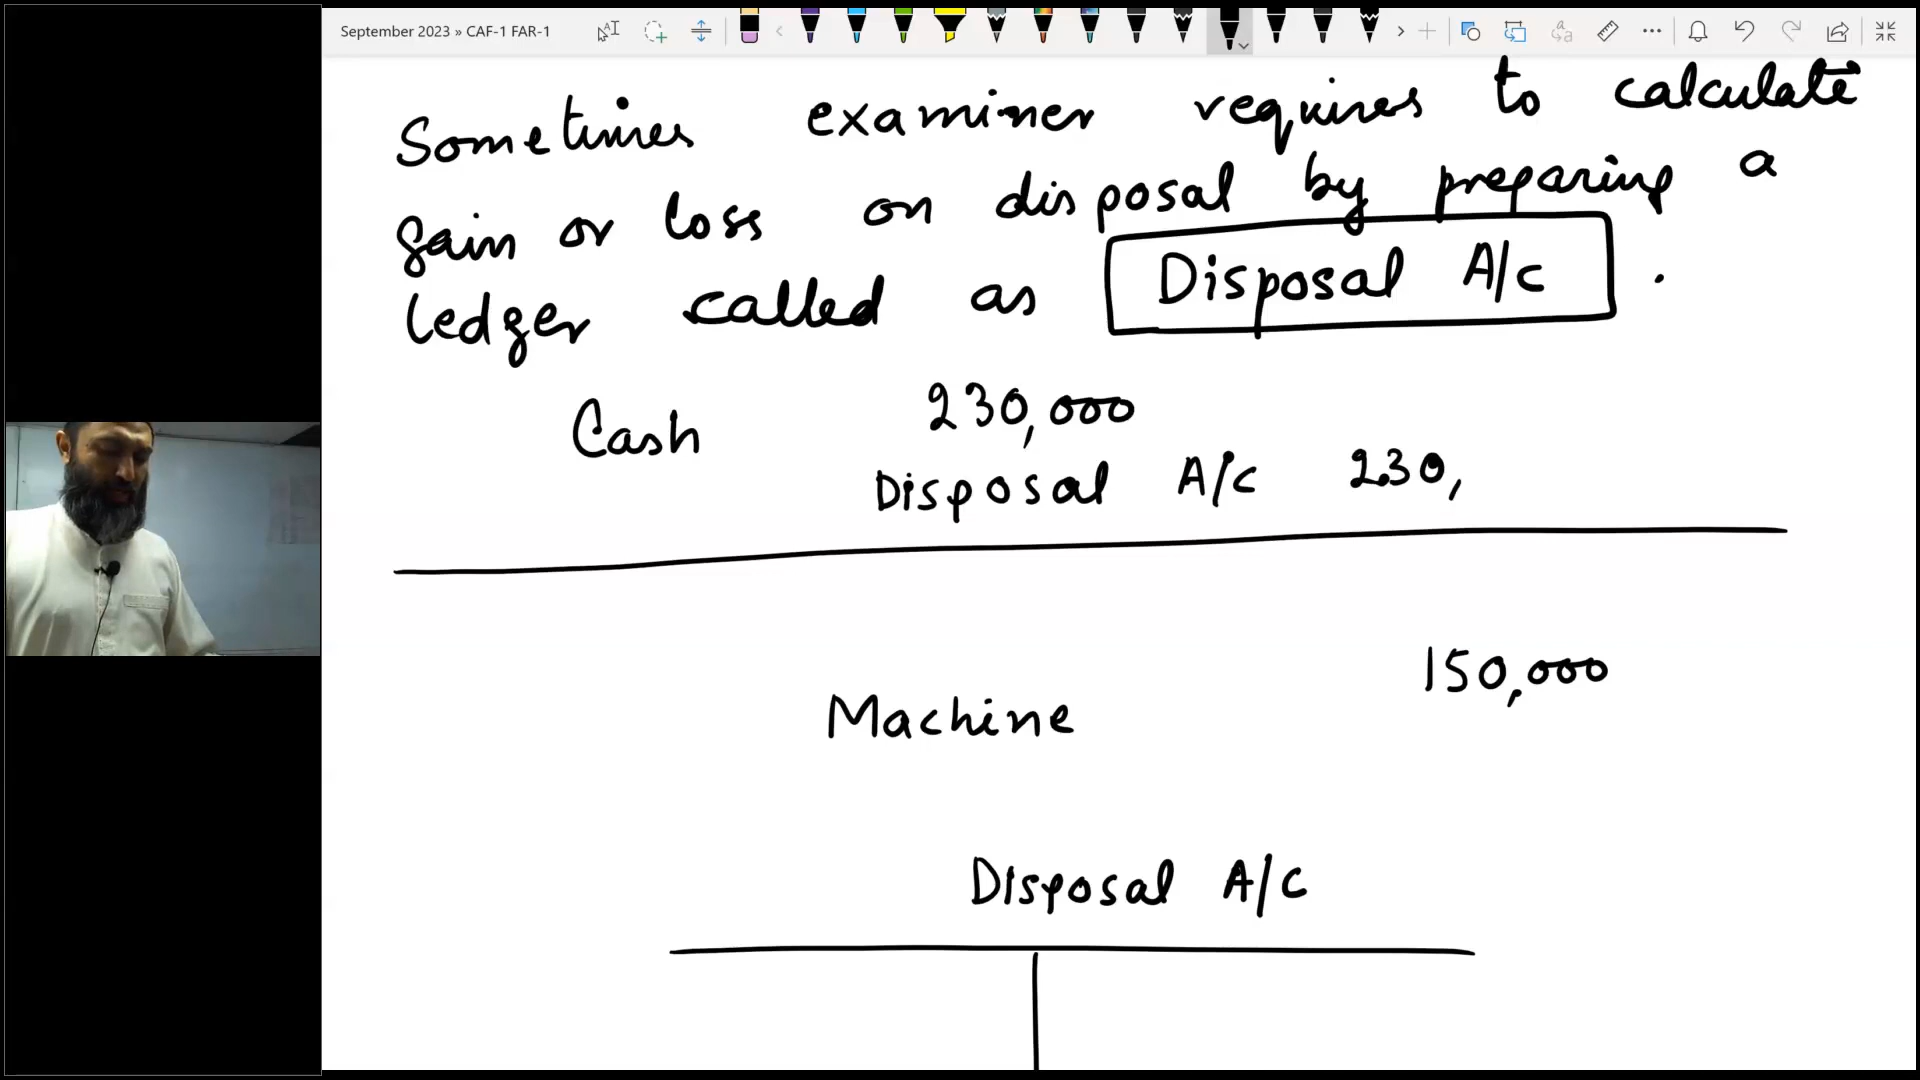 September 2023 » CAF-1 FAR-1
Sometimes examiner requires to calculate
gain or loss on disposal by preparing a
ledger called as Disposal A/c .
Cash 230,000
Disposal A/c 230,
150,000
Machine
Disposal A/c